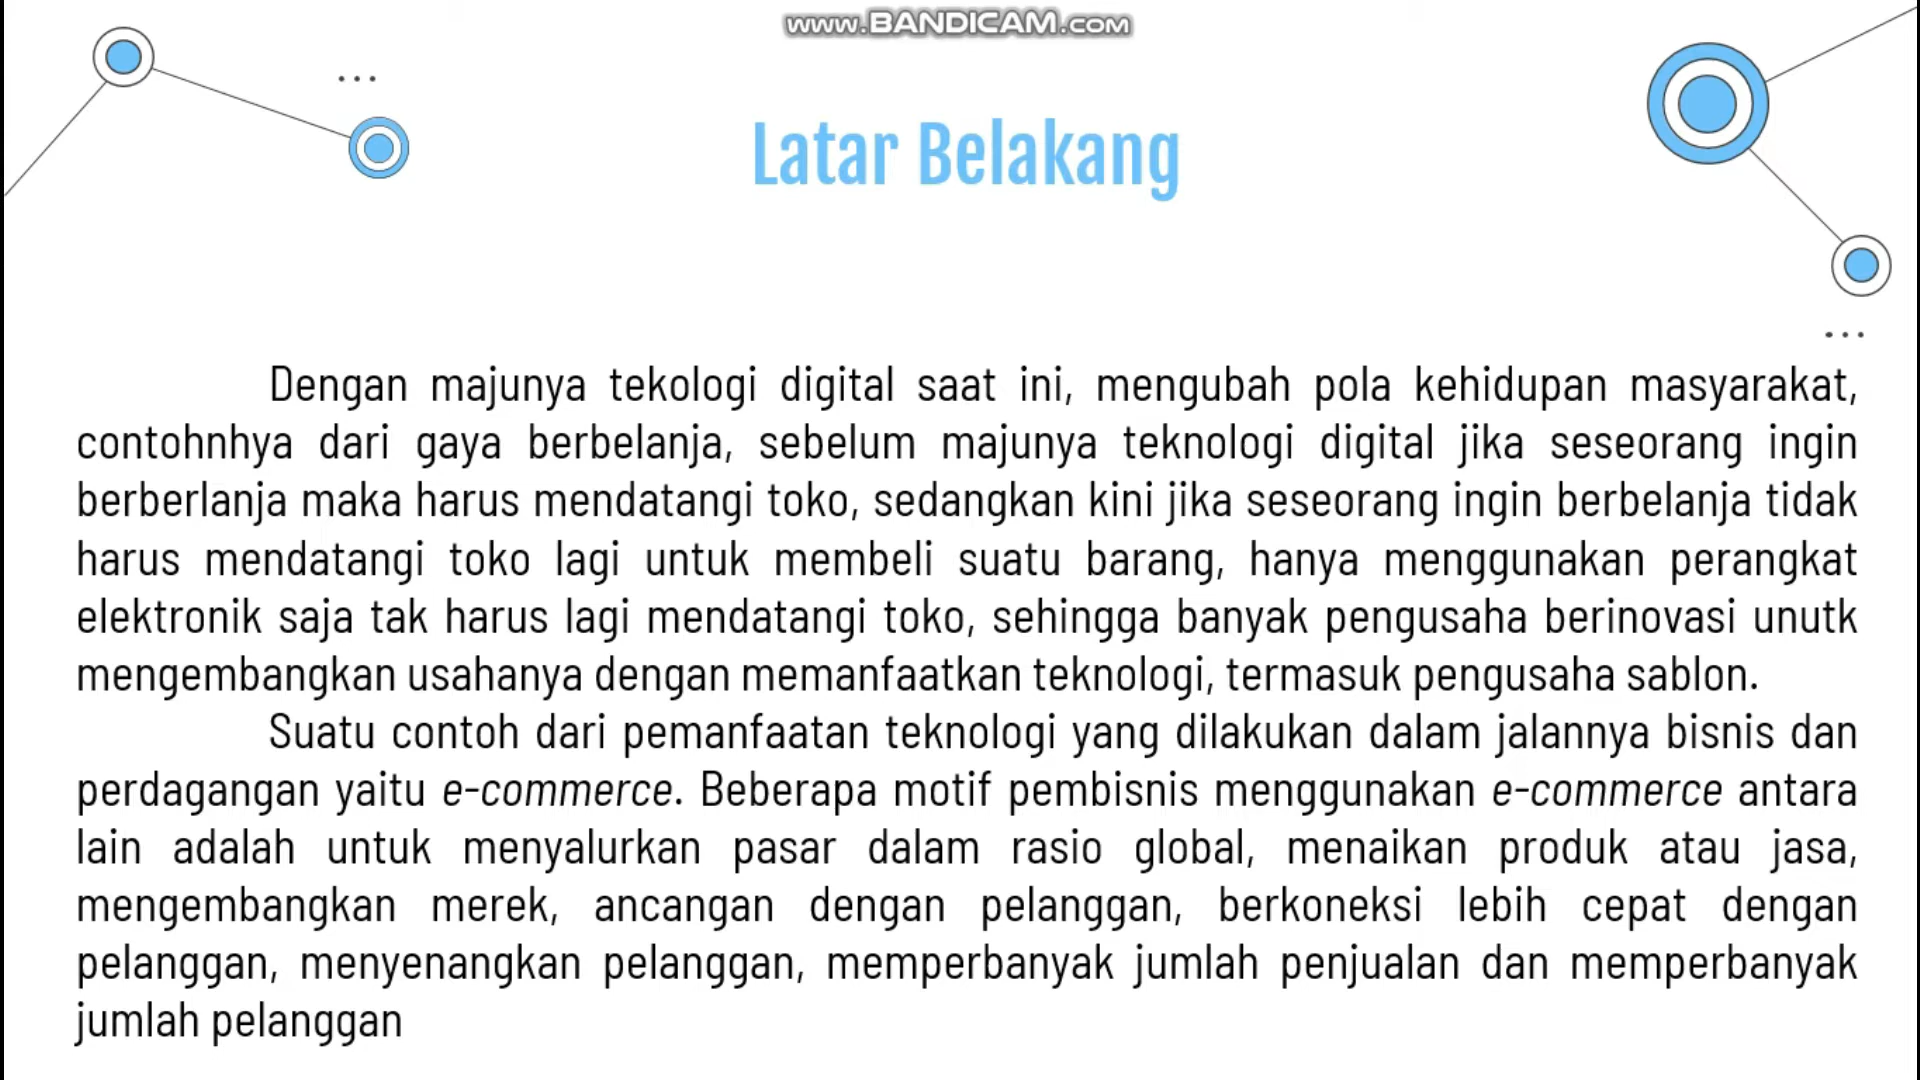 www.BANDICAM.com
Latar Belakang
Dengan majunya tekologi digital saat ini, mengubah pola kehidupan masyarakat,
contohnhya dari gaya berbelanja, sebelum majunya teknologi digital jika seseorang ingin
berberlanja maka harus mendatangi toko, sedangkan kini jika seseorang ingin berbelanja tidak
harus mendatangi toko lagi untuk membeli suatu barang, hanya menggunakan perangkat
elektronik saja tak harus lagi mendatangi toko, sehingga banyak pengusaha berinovasi unutk
mengembangkan usahanya dengan memanfaatkan teknologi, termasuk pengusaha sablon.
Suatu contoh dari pemanfaatan teknologi yang dilakukan dalam jalannya bisnis dan
perdagangan yaitu e-commerce. Beberapa motif pembisnis menggunakan e-commerce antara
lain adalah untuk menyalurkan pasar dalam rasio global, menaikan produk atau jasa,
mengembangkan merek, ancangan dengan pelanggan, berkoneksi lebih cepat dengan
pelanggan, menyenangkan pelanggan, memperbanyak jumlah penjualan dan memperbanyak
jumlah pelanggan